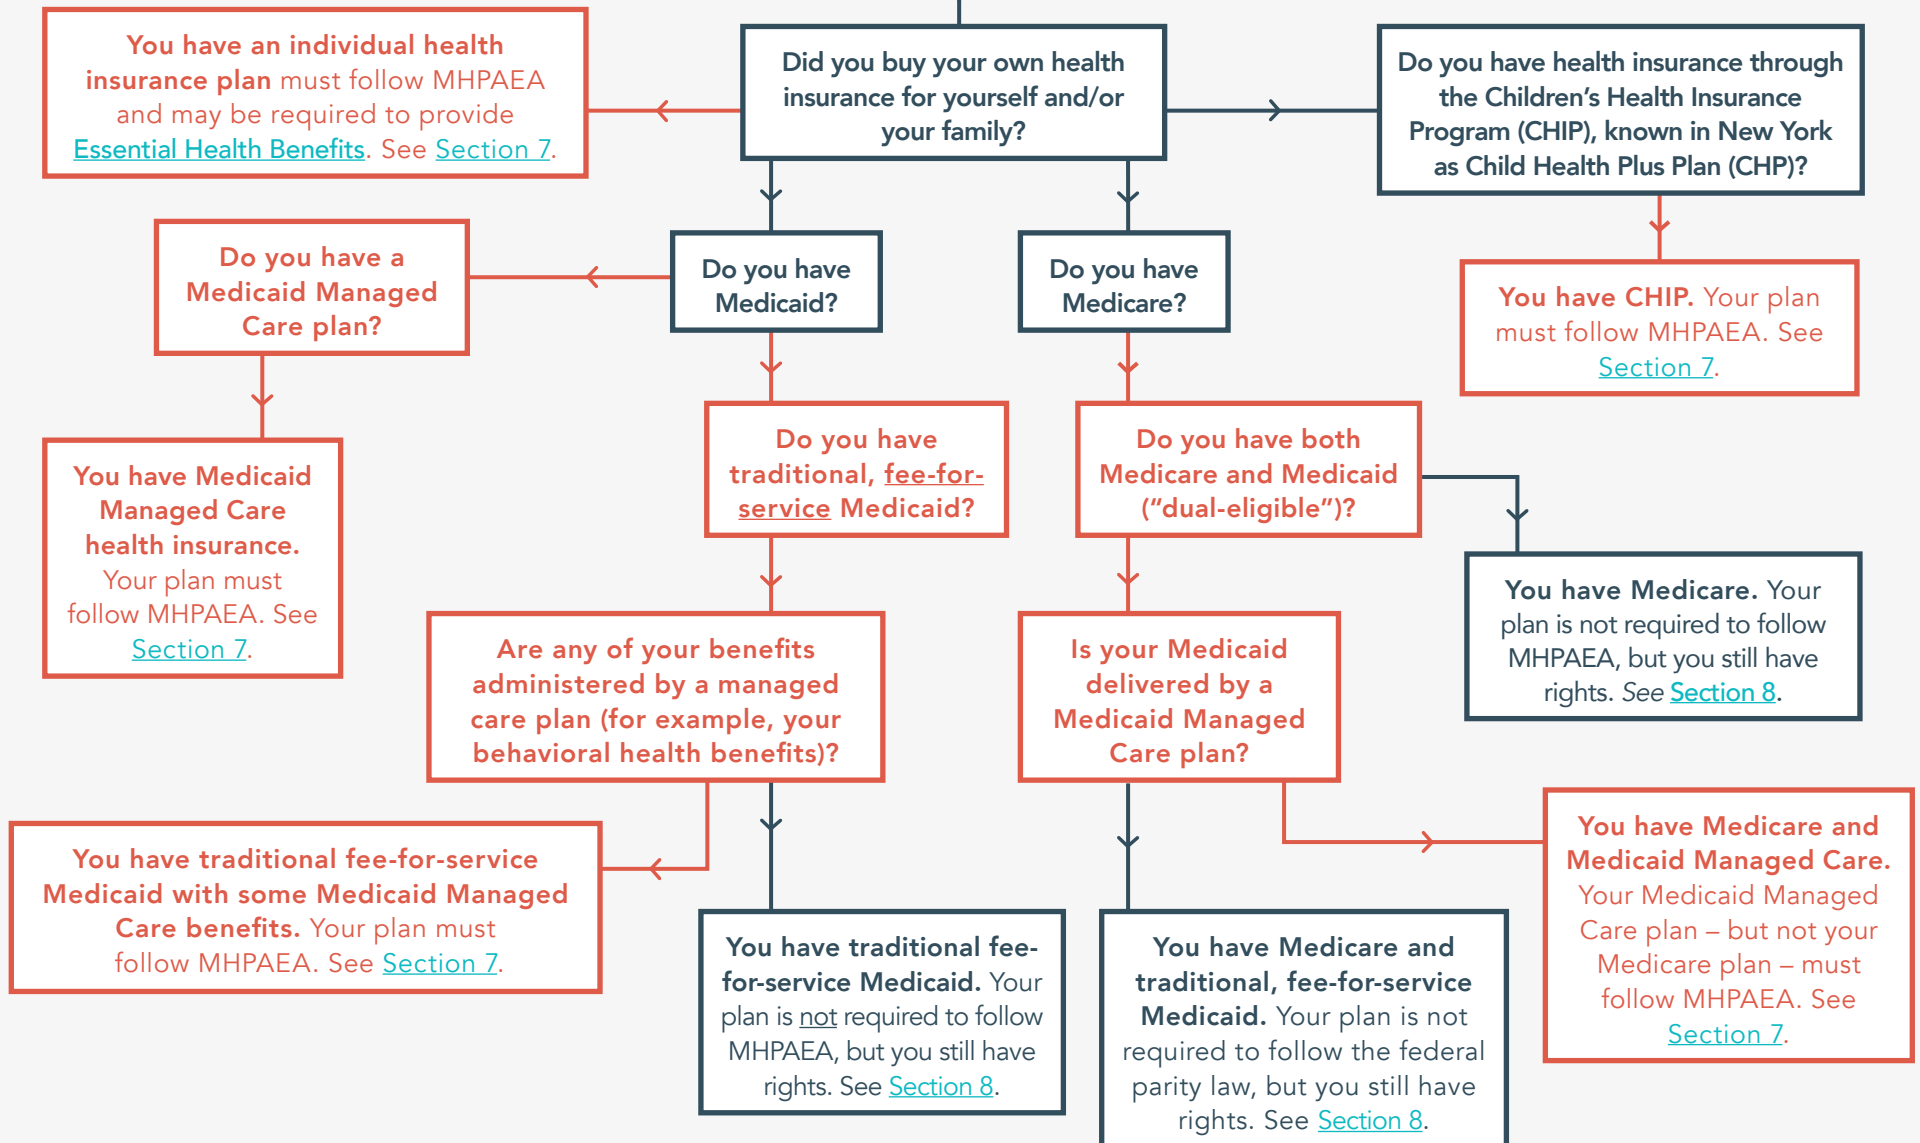 You have an individual health
insurance plan must follow MHPAEA
and may be required to provide
Essential Health Benefits. See Section 7.
Did you buy your own health
insurance for yourself and/or
your family?
Do you have health insurance through
the Children’s Health Insurance
Program (CHIP), known in New York
as Child Health Plus Plan (CHP)?
Do you have a
Medicaid Managed
Care plan?
Do you have
Medicaid?
Do you have
Medicare?
You have CHIP. Your plan
must follow MHPAEA. See
Section 7.
You have Medicaid
Managed Care
health insurance.
Your plan must
follow MHPAEA. See
Section 7.
Do you have
traditional, fee-for-
service Medicaid?
Do you have both
Medicare and Medicaid
(“dual-eligible”)?
You have Medicare. Your
plan is not required to follow
MHPAEA, but you still have
rights. See Section 8.
Are any of your benefits
administered by a managed
care plan (for example, your
behavioral health benefits)?
Is your Medicaid
delivered by a
Medicaid Managed
Care plan?
You have traditional fee-for-service
Medicaid with some Medicaid Managed
Care benefits. Your plan must
follow MHPAEA. See Section 7.
You have traditional fee-
for-service Medicaid. Your
plan is not required to follow
MHPAEA, but you still have
rights. See Section 8.
You have Medicare and
traditional, fee-for-service
Medicaid. Your plan is not
required to follow the federal
parity law, but you still have
rights. See Section 8.
You have Medicare and
Medicaid Managed Care.
Your Medicaid Managed
Care plan – but not your
Medicare plan – must
follow MHPAEA. See
Section 7.